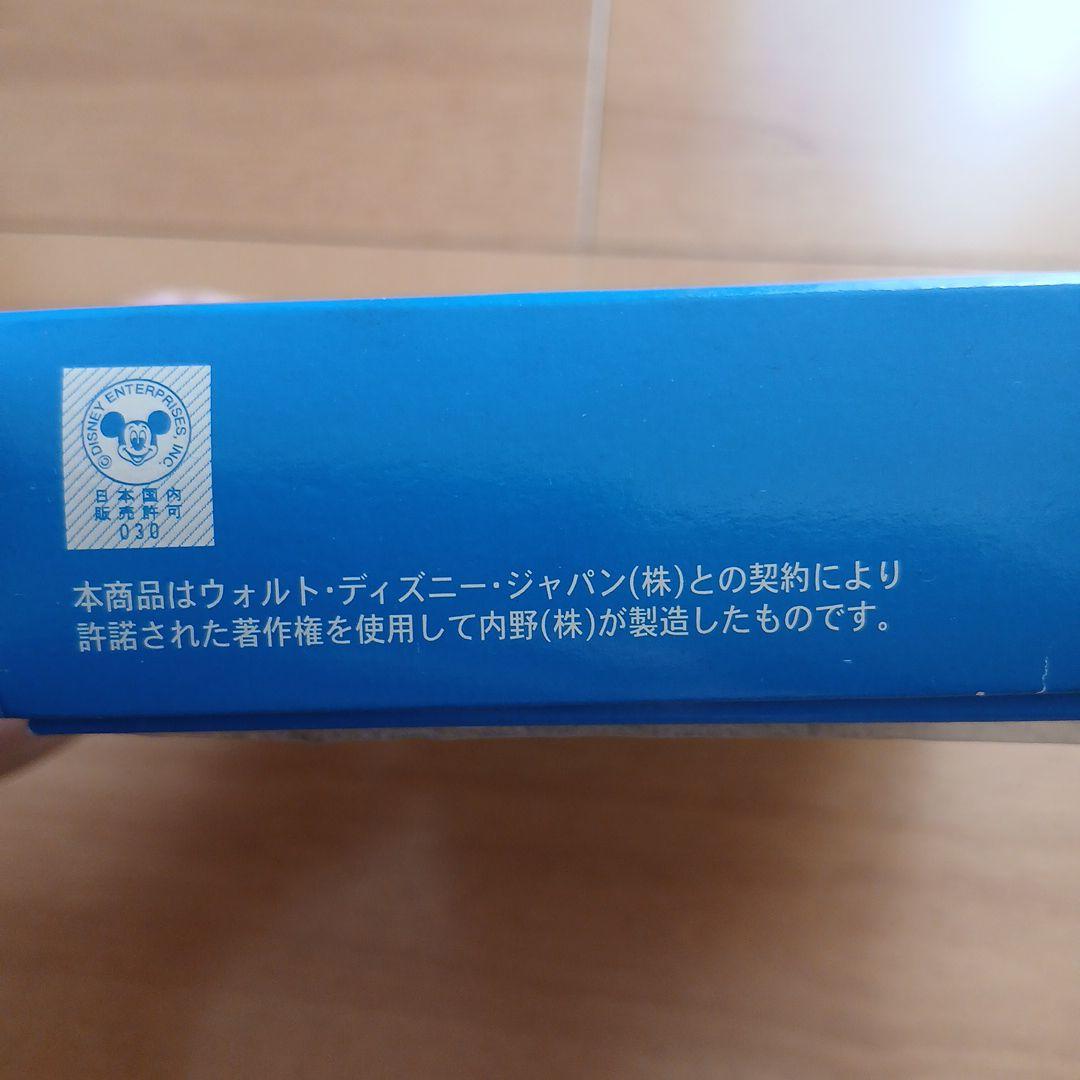 ©DISNEY ENTERPRISES, INC.
日本国内
販売許可
030
本商品はウォルト・ディズニー・ジャパン(株)との契約により
許諾された著作権を使用して内野(株)が製造したものです。